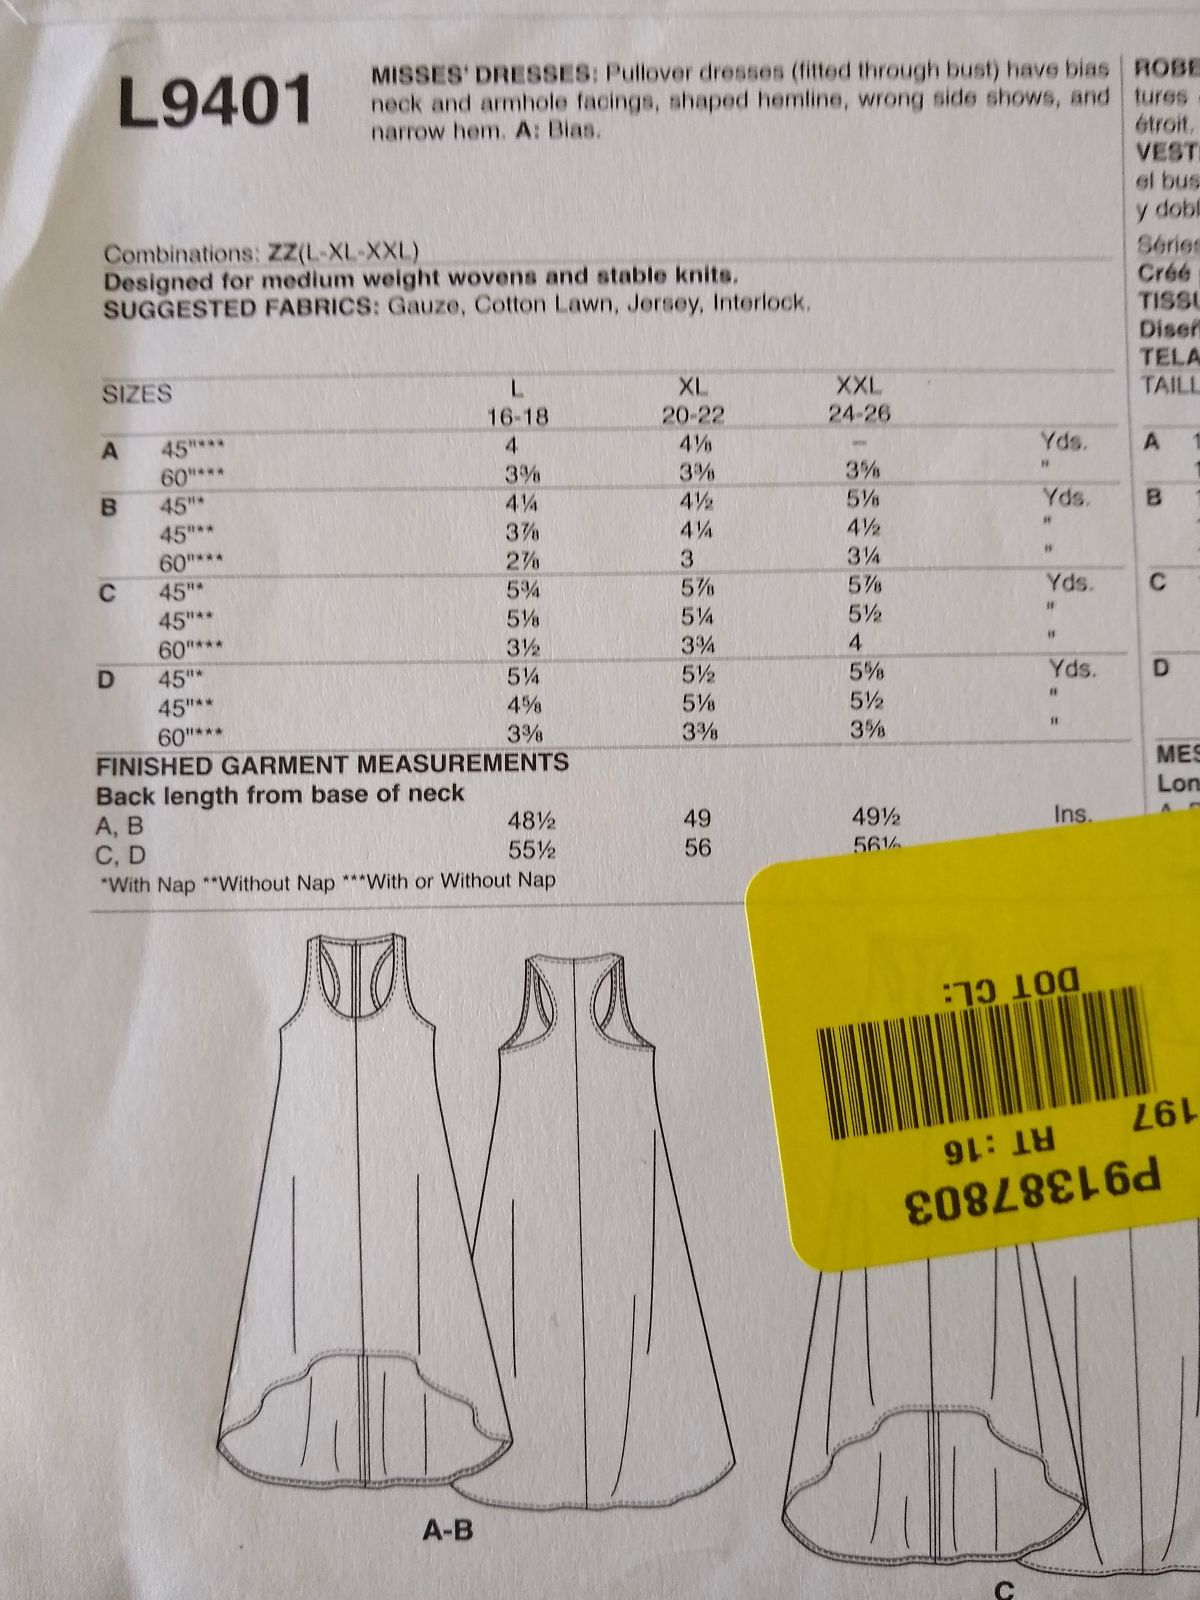 L9401
MISSES' DRESSES: Pullover dresses (fitted through bust) have bias
neck and armhole facings, shaped hemline, wrong side shows, and
narrow hem. A: Bias.
Combinations: ZZ(L-XL-XXL)
Designed for medium weight wovens and stable knits.
SUGGESTED FABRICS: Gauze, Cotton Lawn, Jersey, Interlock.
SIZES L XL XXL
16-18 20-22 24-26
A 45"*** 4 4⅛ – Yds.
60"*** 3⅜ 3⅜ 3⅝ "
B 45"* 4¼ 4½ 5⅛ Yds.
45"** 3⅞ 4¼ 4½ "
60"*** 2⅞ 3 3¼ "
C 45"* 5¾ 5⅞ 5⅞ Yds.
45"** 5⅛ 5¼ 5½ "
60"*** 3½ 3¾ 4 "
D 45"* 5¼ 5½ 5⅝ Yds.
45"** 4⅝ 5⅛ 5½ "
60"*** 3⅜ 3⅜ 3⅝ "
FINISHED GARMENT MEASUREMENTS
Back length from base of neck
A, B 48½ 49 49½ Ins.
C, D 55½ 56 56½
*With Nap **Without Nap ***With or Without Nap
A-B
C
ROBE
tures
étroit.
VEST
el bus
y dobl
Séries
Créé
TISSU
Diseñ
TELA
TAILL
A 1
1
B
C
D
MES
Lon
P91387803
RT :16
197
DOT CL: